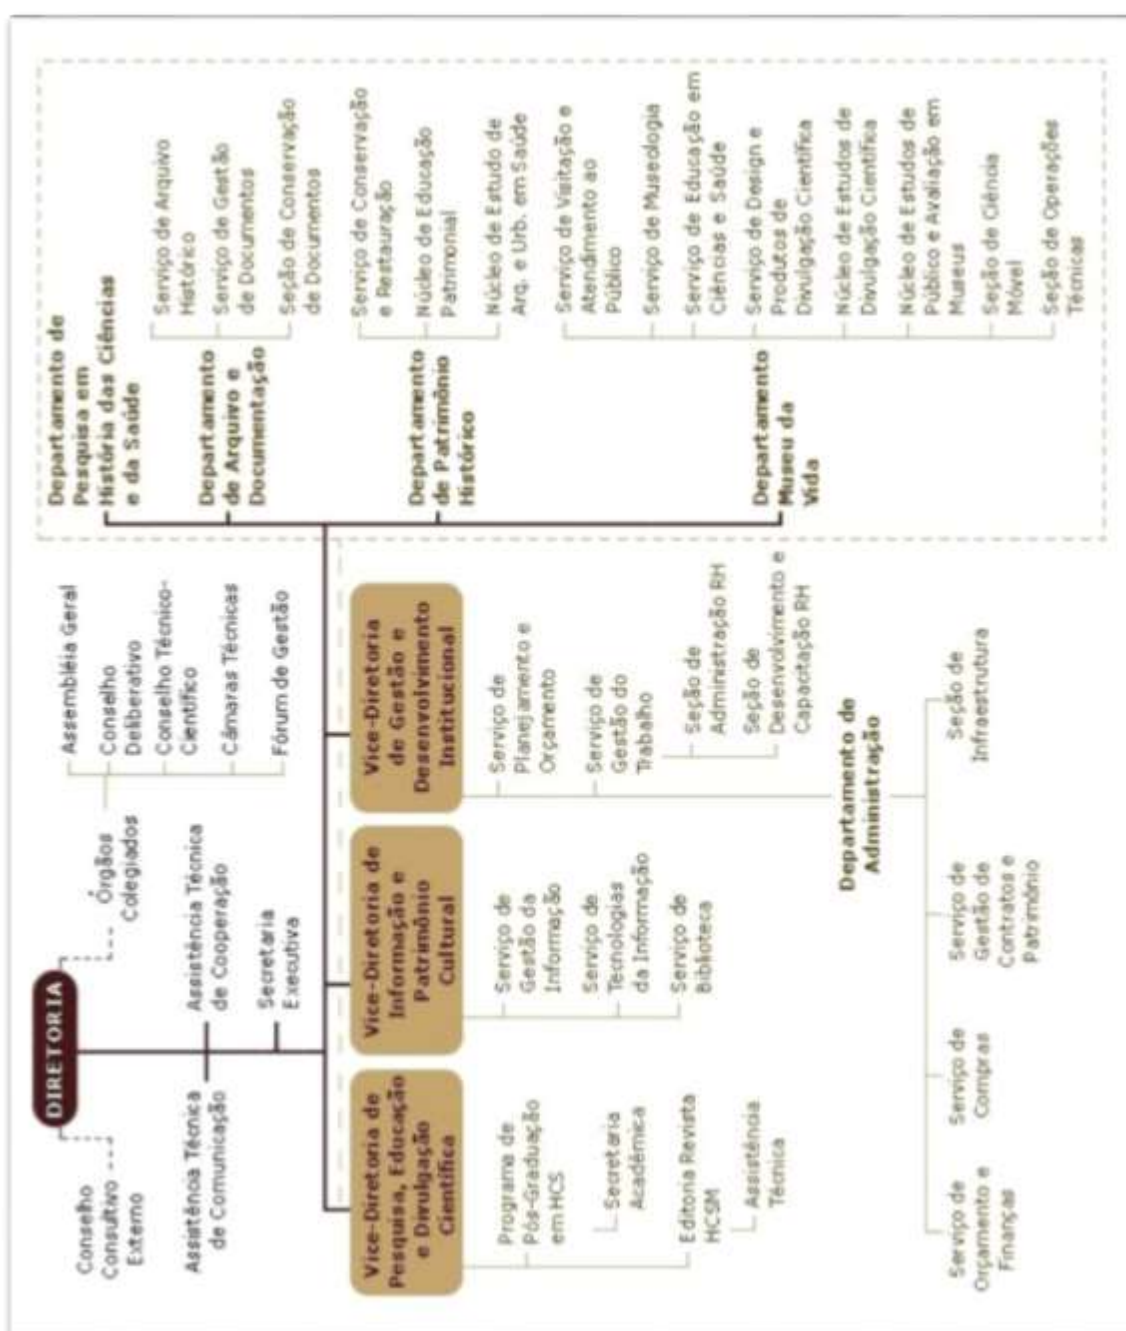 DIRETORIA
Conselho
Consultivo
Externo
Órgãos
Colegiados
Assembléia Geral
Conselho
Deliberativo
Conselho Técnico-
Científico
Câmaras Técnicas
Fórum de Gestão
Assistência Técnica
de Comunicação
Assistência Técnica
de Cooperação
Secretaria
Executiva
Vice-Diretoria de
Pesquisa, Educação
e Divulgação
Científica
Programa de
Pós-Graduação
em HCS
Secretaria
Acadêmica
Editoria Revista
HCSM
Assistência
Técnica
Vice-Diretoria de
Informação e
Patrimônio
Cultural
Serviço de
Gestão da
Informação
Serviço de
Tecnologias
da Informação
Serviço de
Biblioteca
Vice-Diretoria
de Gestão e
Desenvolvimento
Institucional
Serviço de
Planejamento e
Orçamento
Serviço de
Gestão do
Trabalho
Seção de
Administração RH
Seção de
Desenvolvimento e
Capacitação RH
Departamento de
Administração
Serviço de
Orçamento e
Finanças
Serviço de
Compras
Serviço de
Gestão de
Contratos e
Patrimônio
Seção de
Infraestrutura
Departamento de
Pesquisa em
História das Ciências
e da Saúde
Departamento
de Arquivo e
Documentação
Serviço de Arquivo
Histórico
Serviço de Gestão
de Documentos
Seção de Conservação
de Documentos
Departamento
de Patrimônio
Histórico
Serviço de Conservação
e Restauração
Núcleo de Educação
Patrimonial
Núcleo de Estudo de
Arq. e Urb. em Saúde
Departamento
Museu da
Vida
Serviço de Visitação e
Atendimento ao
Público
Serviço de Museologia
Serviço de Educação em
Ciências e Saúde
Serviço de Design e
Produtos de
Divulgação Científica
Núcleo de Estudos de
Divulgação Científica
Núcleo de Estudos de
Público e Avaliação em
Museus
Seção de Ciência
Móvel
Seção de Operações
Técnicas